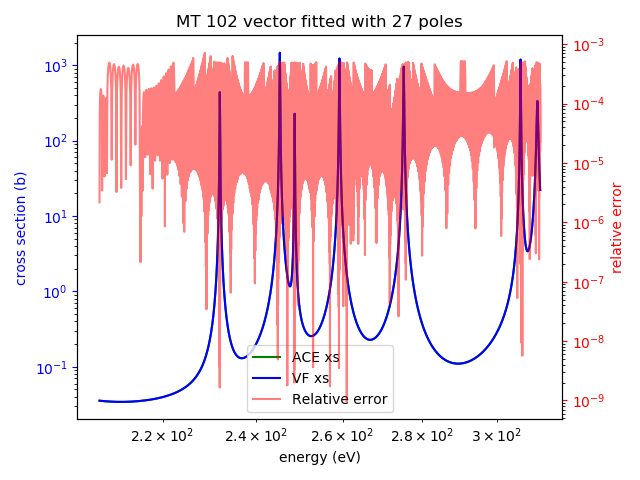 MT 102 vector fitted with 27 poles
cross section (b)
10³
10²
10¹
10⁰
10⁻¹
10⁻³
10⁻⁴
10⁻⁵
10⁻⁶
10⁻⁷
10⁻⁸
10⁻⁹
relative error
ACE xs
VF xs
Relative error
2.2 × 10² 2.4 × 10² 2.6 × 10² 2.8 × 10² 3 × 10²
energy (eV)